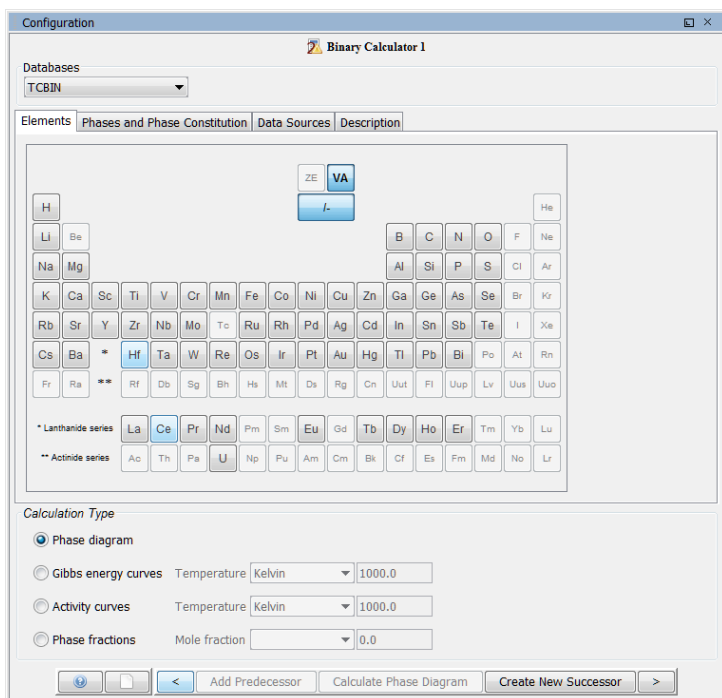 Configuration
Binary Calculator 1
Databases
TCBIN
Elements Phases and Phase Constitution Data Sources Description
ZE VA
H /- He
Li Be B C N O F Ne
Na Mg Al Si P S Cl Ar
K Ca Sc Ti V Cr Mn Fe Co Ni Cu Zn Ga Ge As Se Br Kr
Rb Sr Y Zr Nb Mo Tc Ru Rh Pd Ag Cd In Sn Sb Te I Xe
Cs Ba * Hf Ta W Re Os Ir Pt Au Hg Tl Pb Bi Po At Rn
Fr Ra ** Rf Db Sg Bh Hs Mt Ds Rg Cn Uut Fl Uup Lv Uus Uuo
* Lanthanide series La Ce Pr Nd Pm Sm Eu Gd Tb Dy Ho Er Tm Yb Lu
** Actinide series Ac Th Pa U Np Pu Am Cm Bk Cf Es Fm Md No Lr
Calculation Type
Phase diagram
Gibbs energy curves Temperature Kelvin 1000.0
Activity curves Temperature Kelvin 1000.0
Phase fractions Mole fraction 0.0
< Add Predecessor Calculate Phase Diagram Create New Successor >